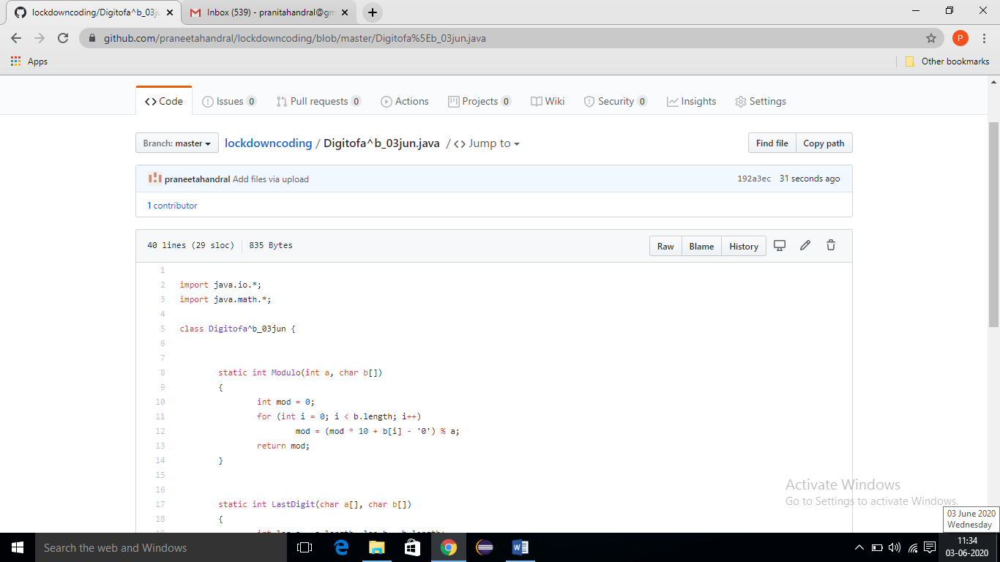 lockdowncoding/Digitofa^b_03ju
Inbox (539) - pranitahandral@gm
github.com/praneetahandral/lockdowncoding/blob/master/Digitofa%5Eb_03jun.java
P
Apps
Other bookmarks
Code Issues 0 Pull requests 0 Actions Projects 0 Wiki Security 0 Insights Settings
Branch: master lockdowncoding / Digitofa^b_03jun.java / <> Jump to Find file Copy path
praneetahandral Add files via upload 192a3ec 31 seconds ago
1 contributor
40 lines (29 sloc) 835 Bytes Raw Blame History
1
2 import java.io.*;
3 import java.math.*;
4
5 class Digitofa^b_03jun {
6
7
8 static int Modulo(int a, char b[])
9 {
10 int mod = 0;
11 for (int i = 0; i < b.length; i++)
12 mod = (mod * 10 + b[i] - '0') % a;
13 return mod;
14 }
15
16
17 static int LastDigit(char a[], char b[])
18 {
Activate Windows
Go to Settings to activate Windows.
03 June 2020
Wednesday
Search the web and Windows
11:34
03-06-2020